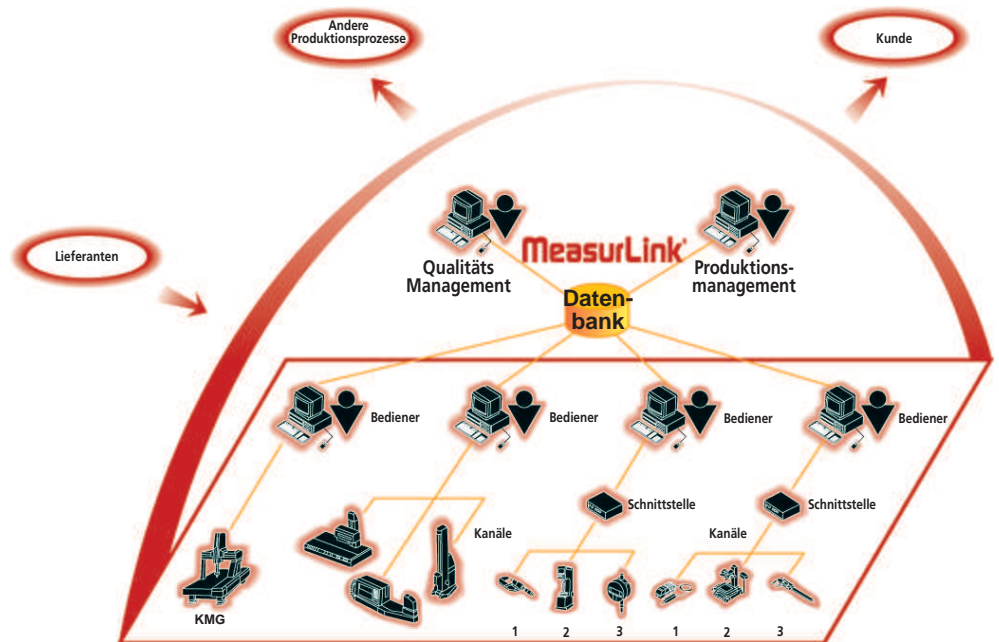 Andere
Produktionsprozesse
Kunde
Lieferanten
MeasurLink®
Qualitäts
Management
Produktions-
management
Daten-
bank
Bediener
Bediener
Bediener
Bediener
Schnittstelle
Schnittstelle
Kanäle
Kanäle
KMG
1 2 3 1 2 3